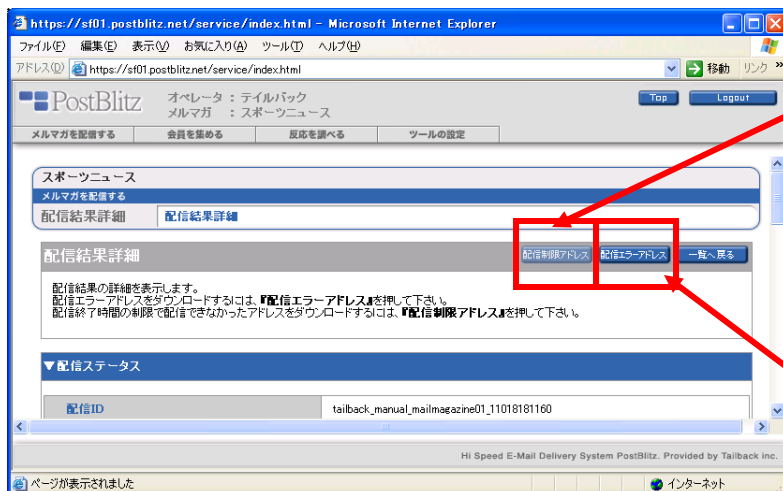 https://sf01.postblitz.net/service/index.html - Microsoft Internet Explorer
ファイル(F) 編集(E) 表示(V) お気に入り(A) ツール(T) ヘルプ(H)
アドレス(D) https://sf01.postblitz.net/service/index.html 移動 リンク »
PostBlitz
オペレータ : テイルバック
メルマガ : スポーツニュース
Top Logout
メルマガを配信する 会員を集める 反応を調べる ツールの設定
スポーツニュース
メルマガを配信する
配信結果詳細 配信結果詳細
配信結果詳細 配信制限アドレス 配信エラーアドレス 一覧へ戻る
配信結果の詳細を表示します。
配信エラーアドレスをダウンロードするには、『配信エラーアドレス』を押して下さい。
配信終了時間の制限で配信できなかったアドレスをダウンロードするには、『配信制限アドレス』を押して下さい。
▼配信ステータス
配信ID tailback_manual_mailmagazine01_11018181160
Hi Speed E-Mail Delivery System PostBlitz. Provided by Tailback inc.
ページが表示されました インターネット